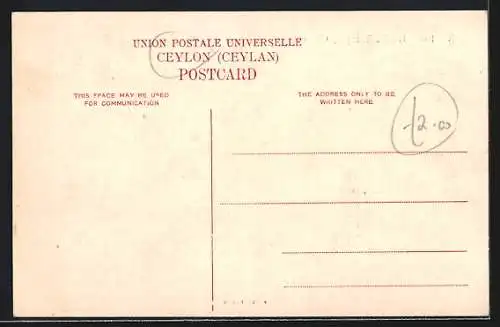 UNION POSTALE UNIVERSELLE
CEYLON (CEYLAN)
POSTCARD
THIS SPACE MAY BE USED
FOR COMMUNICATION
THE ADDRESS ONLY TO BE
WRITTEN HERE
2.00